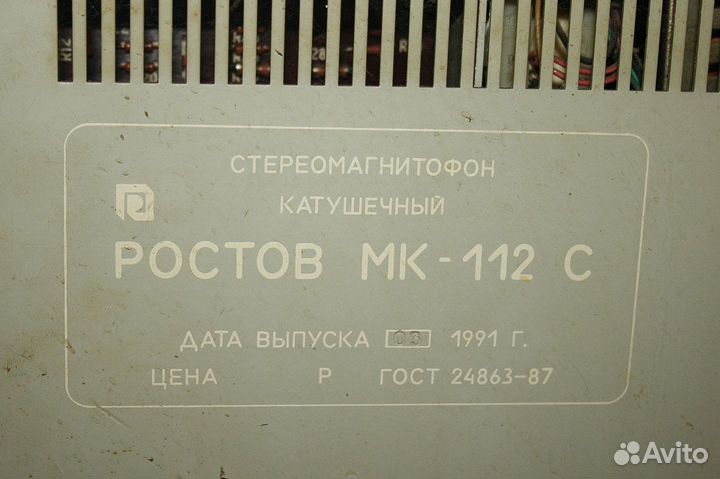 СТЕРЕОМАГНИТОФОН
КАТУШЕЧНЫЙ
РОСТОВ МК-112 С
ДАТА ВЫПУСКА 03 1991 Г.
ЦЕНА Р ГОСТ 24863-87
Avito